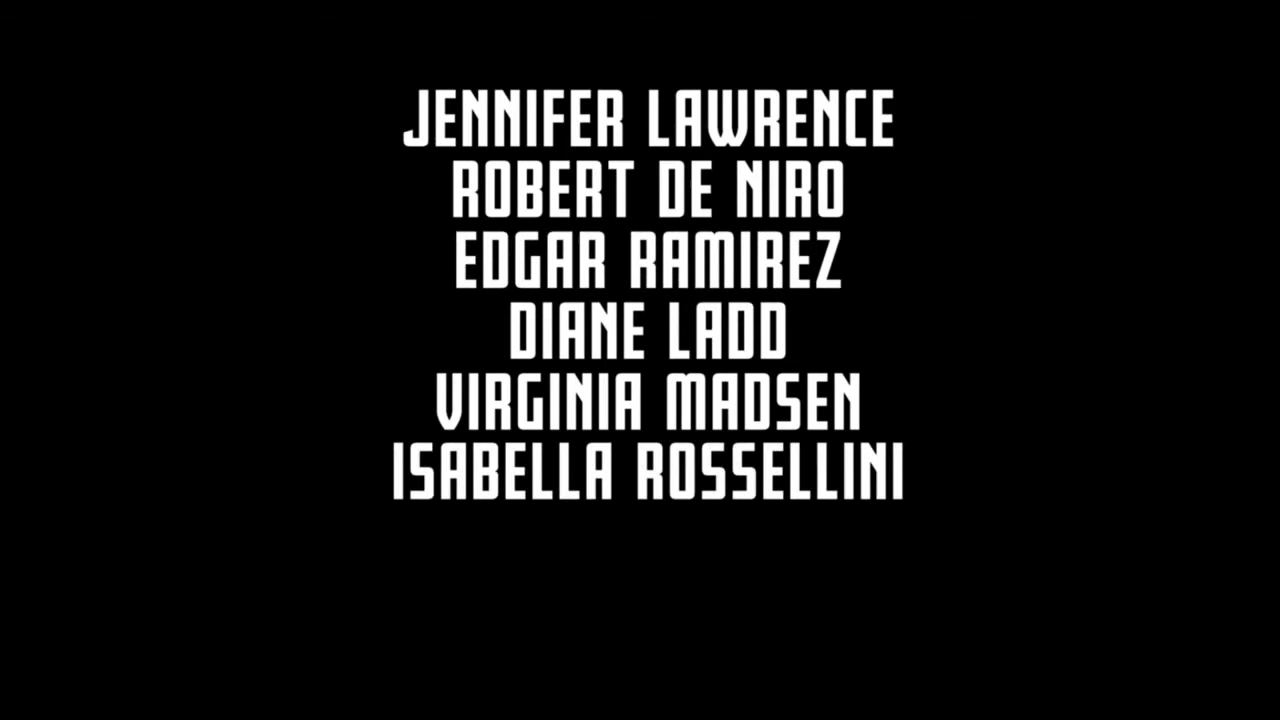 JENNIFER LAWRENCE
ROBERT DE NIRO
EDGAR RAMIREZ
DIANE LADD
VIRGINIA MADSEN
ISABELLA ROSSELLINI